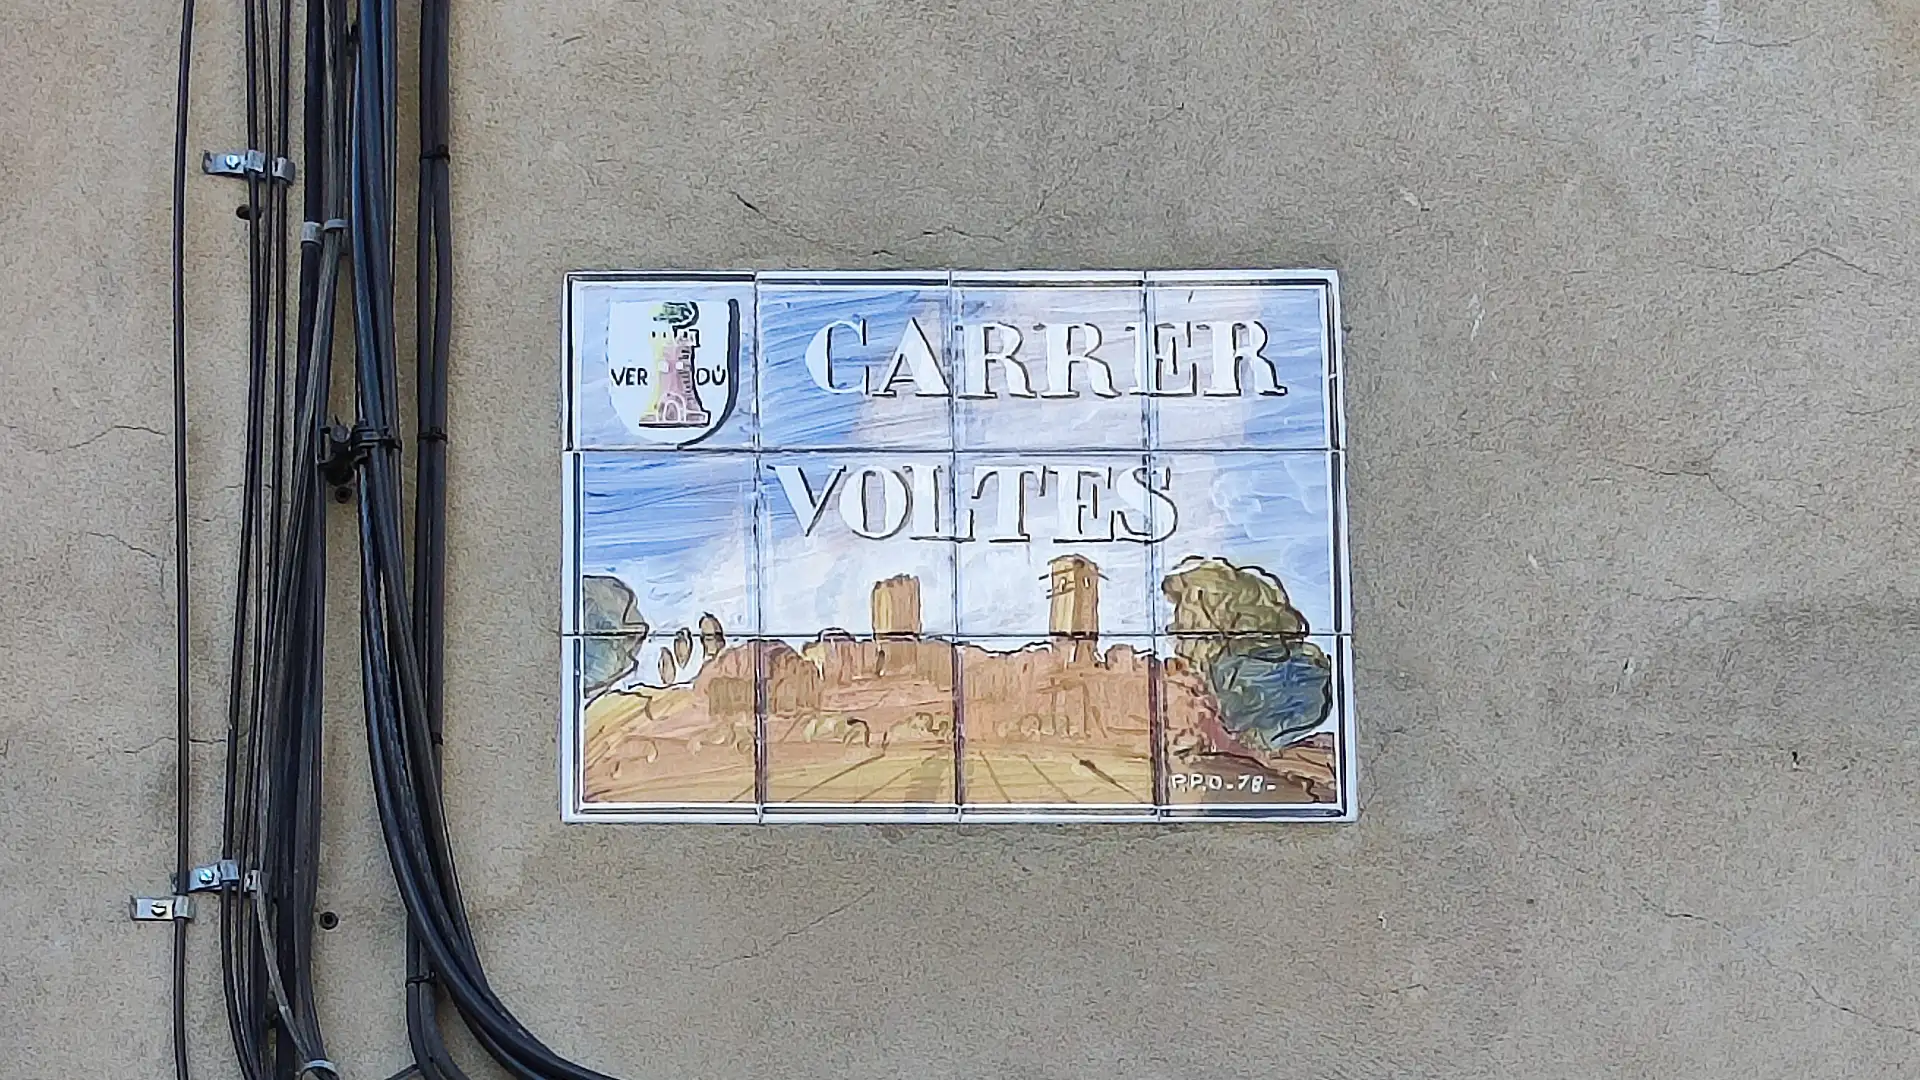 VER DÚ
CARRER
VOLTES
P.P.O-78-